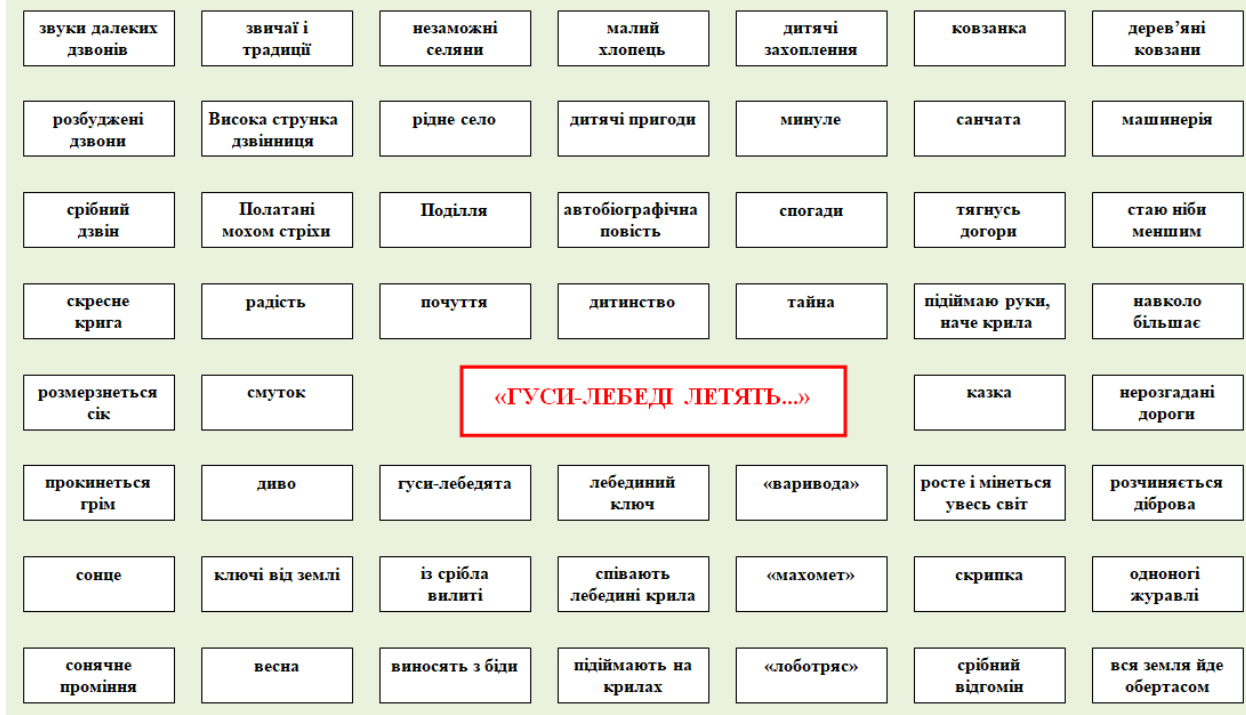 звуки далеких
дзвонів
звичаї і
традиції
незаможні
селяни
малий
хлопець
дитячі
захоплення
ковзанка
дерев’яні
ковзани
розбуджені
дзвони
Висока струнка
дзвінниця
рідне село
дитячі пригоди
минуле
санчата
машинерія
срібний
дзвін
Полатані
мохом стріхи
Поділля
автобіографічна
повість
спогади
тягнусь
догори
стаю ніби
меншим
скресне
крига
радість
почуття
дитинство
тайна
підіймаю руки,
наче крила
навколо
більшає
розмерзнеться
сік
смуток
«ГУСИ-ЛЕБЕДІ ЛЕТЯТЬ...»
казка
нерозгадані
дороги
прокинеться
грім
диво
гуси-лебедята
лебединий
ключ
«варивода»
росте і мінеться
увесь світ
розчиняється
діброва
сонце
ключі від землі
із срібла
вилиті
співають
лебедині крила
«махомет»
скрипка
одноногі
журавлі
сонячне
проміння
весна
виносять з біди
підіймають на
крилах
«лоботряс»
срібний
відгомін
вся земля йде
обертасом